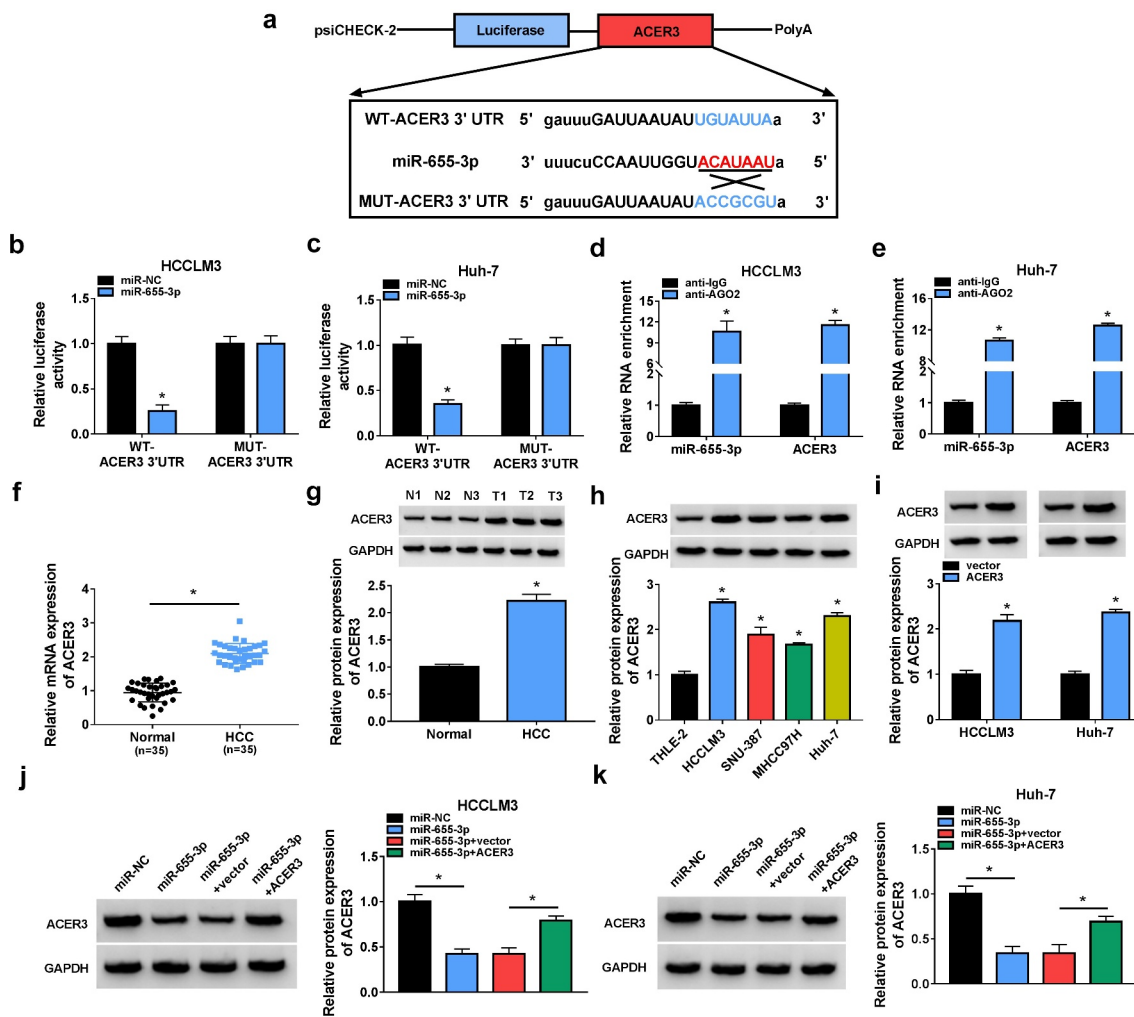 a
psiCHECK-2 Luciferase ACER3 PolyA
WT-ACER3 3' UTR 5' gauuuGAUUAAUAUUGUAUUAa 3'
miR-655-3p 3' uuucuCCAAUUGGUACAUAAUa 5'
MUT-ACER3 3' UTR 5' gauuuGAUUAAUAUACCGCGUa 3'
b
HCCLM3
miR-NC
miR-655-3p
Relative luciferase
activity
1.5
1.0
0.5
0.0
*
WT-
ACER3 3'UTR
MUT-
ACER3 3'UTR
c
Huh-7
miR-NC
miR-655-3p
Relative luciferase
activity
1.5
1.0
0.5
0.0
*
WT-
ACER3 3'UTR
MUT-
ACER3 3'UTR
d
HCCLM3
anti-IgG
anti-AGO2
Relative RNA enrichment
15
12
9
6
2
1
0
* *
miR-655-3p ACER3
e
Huh-7
anti-IgG
anti-AGO2
Relative RNA enrichment
16
12
8
2
1
0
* *
miR-655-3p ACER3
f
Relative mRNA expression
of ACER3
4
3
2
1
0
*
Normal HCC
(n=35) (n=35)
g
N1 N2 N3 T1 T2 T3
ACER3
GAPDH
Relative protein expression
of ACER3
2.5
2.0
1.5
1.0
0.5
0.0
*
Normal HCC
h
ACER3
GAPDH
Relative protein expression
of ACER3
3
2
1
0
* * * *
THLE-2
HCCLM3
SNU-387
MHCC97H
Huh-7
i
ACER3
GAPDH
vector
ACER3
Relative protein expression
of ACER3
3
2
1
0
* *
HCCLM3 Huh-7
j
miR-NC
miR-655-3p
miR-655-3p
+vector
miR-655-3p
+ACER3
ACER3
GAPDH
HCCLM3
miR-NC
miR-655-3p
miR-655-3p+vector
miR-655-3p+ACER3
Relative protein expression
of ACER3
1.5
1.0
0.5
0.0
* *
k
miR-NC
miR-655-3p
miR-655-3p
+vector
miR-655-3p
+ACER3
ACER3
GAPDH
Huh-7
miR-NC
miR-655-3p
miR-655-3p+vector
miR-655-3p+ACER3
Relative protein expression
of ACER3
1.5
1.0
0.5
0.0
* *